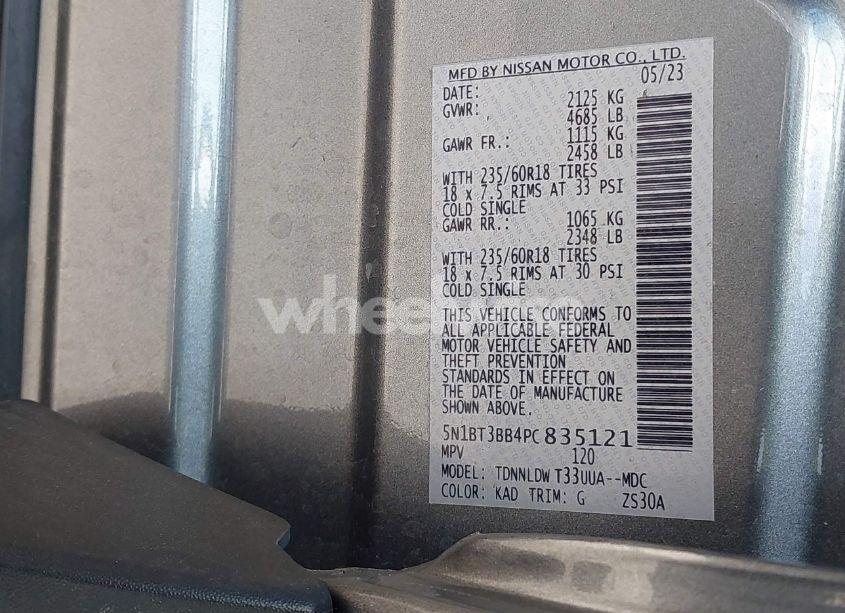 MFD BY NISSAN MOTOR CO., LTD.
DATE: 05/23
GVWR: 2125 KG
4685 LB
GAWR FR.: 1115 KG
2458 LB
WITH 235/60R18 TIRES
18 x 7.5 RIMS AT 33 PSI
COLD SINGLE
GAWR RR.: 1065 KG
2348 LB
WITH 235/60R18 TIRES
18 x 7.5 RIMS AT 30 PSI
COLD SINGLE
THIS VEHICLE CONFORMS TO
ALL APPLICABLE FEDERAL
MOTOR VEHICLE SAFETY AND
THEFT PREVENTION
STANDARDS IN EFFECT ON
THE DATE OF MANUFACTURE
SHOWN ABOVE.
5N1BT3BB4PC835121
MPV 120
MODEL: TDNNLDW T33UUA--MDC
COLOR: KAD TRIM: G ZS30A